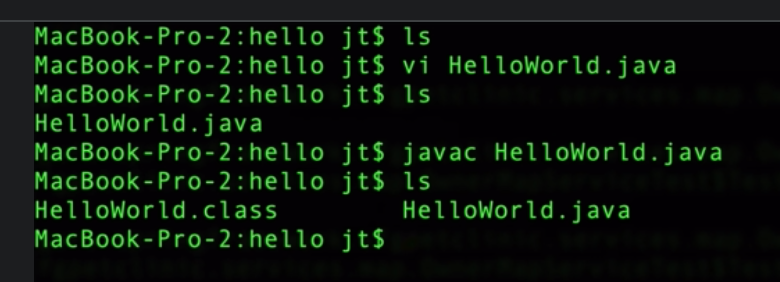 MacBook-Pro-2:hello jt$ ls
MacBook-Pro-2:hello jt$ vi HelloWorld.java
MacBook-Pro-2:hello jt$ ls
HelloWorld.java
MacBook-Pro-2:hello jt$ javac HelloWorld.java
MacBook-Pro-2:hello jt$ ls
HelloWorld.class        HelloWorld.java
MacBook-Pro-2:hello jt$